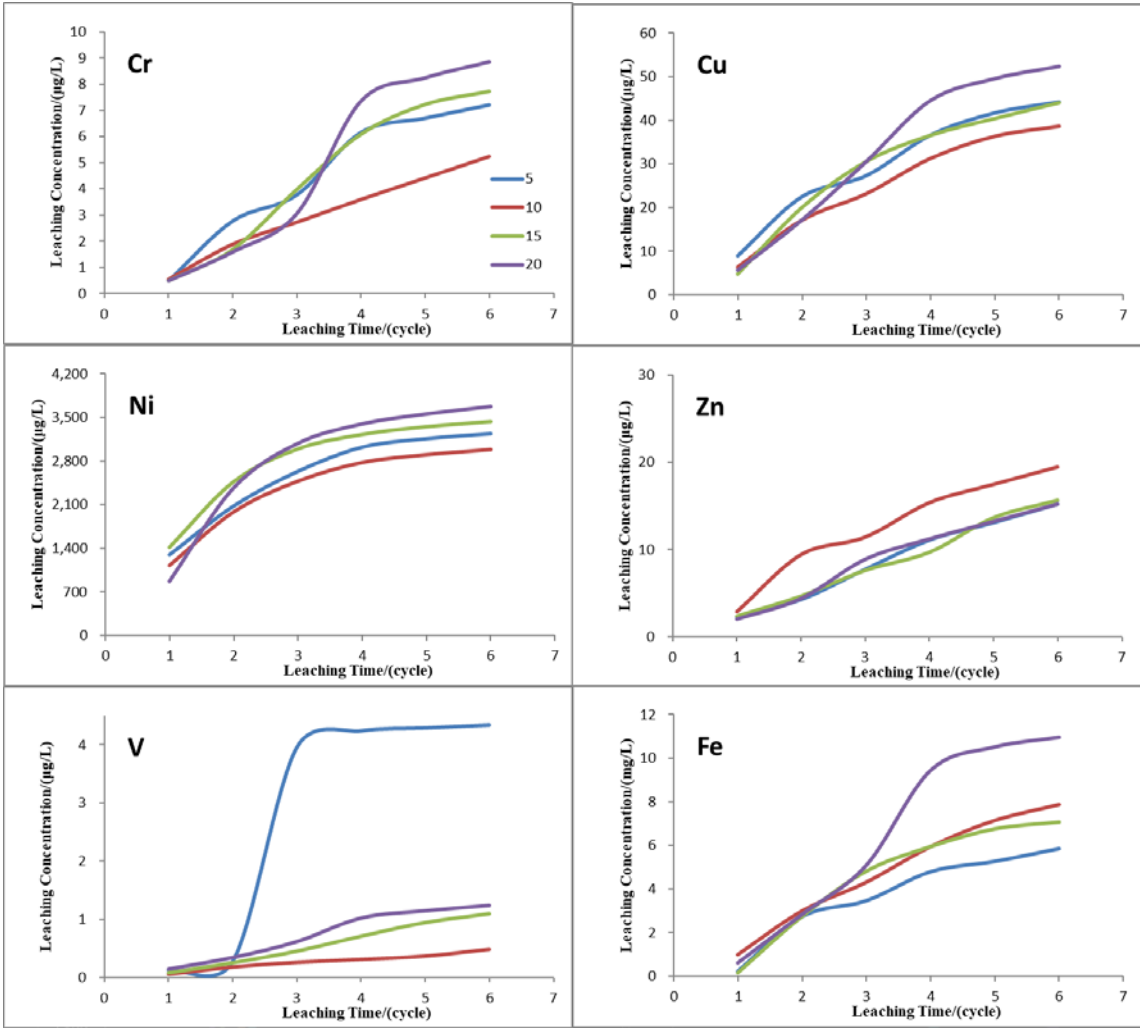 Leaching Concentration/(µg/L)
10
9
8
7
6
5
4
3
2
1
0
Cr
5
10
15
20
0 1 2 3 4 5 6 7
Leaching Time/(cycle)
Leaching Concentration/(µg/L)
60
50
40
30
20
10
0
Cu
0 1 2 3 4 5 6 7
Leaching Time/(cycle)
Leaching Concentration/(µg/L)
4,200
3,500
2,800
2,100
1,400
700
0
Ni
0 1 2 3 4 5 6 7
Leaching Time/(cycle)
Leaching Concentration/(µg/L)
30
20
10
0
Zn
0 1 2 3 4 5 6 7
Leaching Time/(cycle)
Leaching Concentration/(µg/L)
4
3
2
1
0
V
0 1 2 3 4 5 6 7
Leaching Time/(cycle)
Leaching Concentration/(mg/L)
12
10
8
6
4
2
0
Fe
0 1 2 3 4 5 6 7
Leaching Time/(cycle)